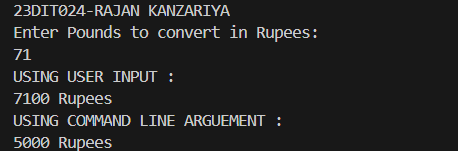 23DIT024-RAJAN KANZARIYA
Enter Pounds to convert in Rupees:
71
USING USER INPUT :
7100 Rupees
USING COMMAND LINE ARGUEMENT :
5000 Rupees